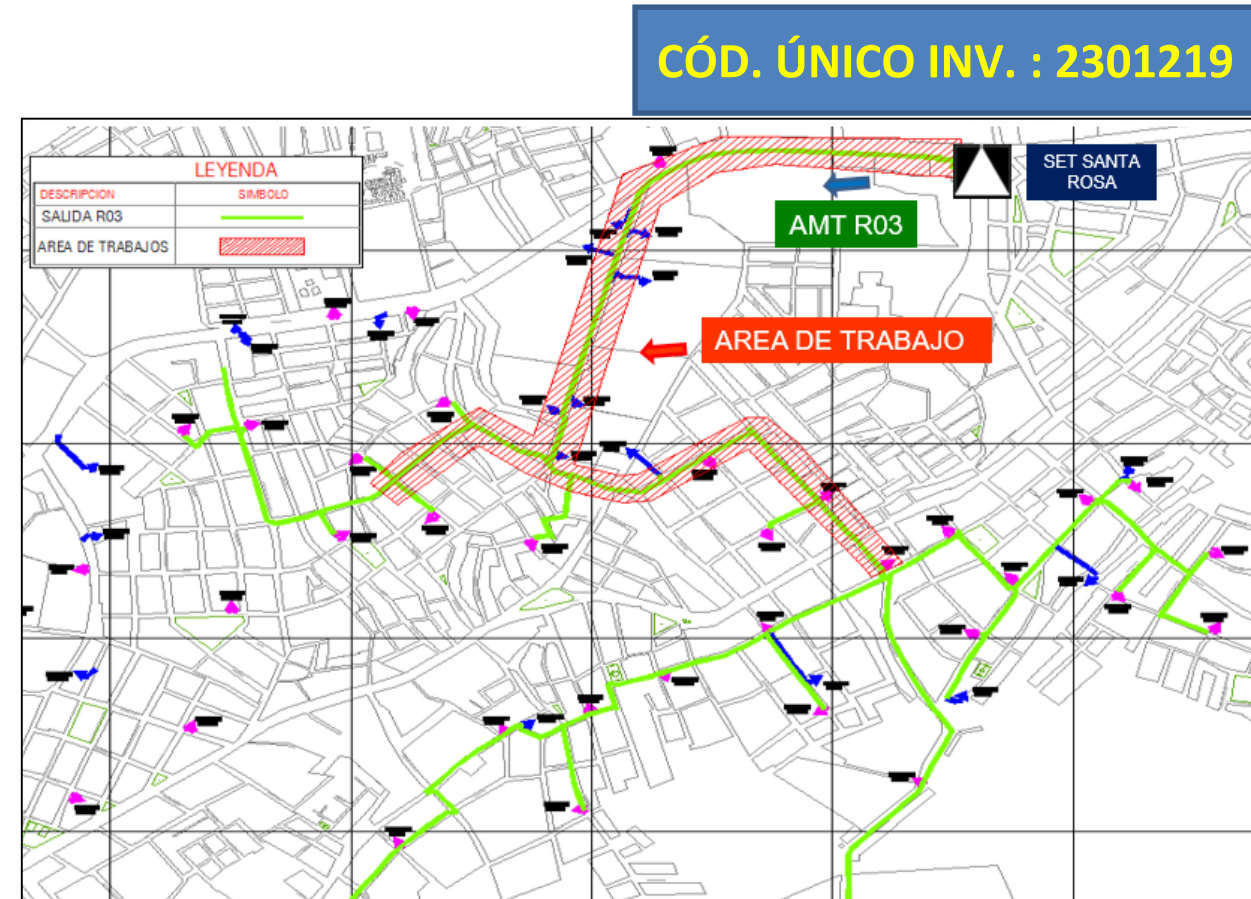 CÓD. ÚNICO INV. : 2301219
LEYENDA
DESCRIPCION SIMBOLO
SALIDA R03
AREA DE TRABAJOS
SET SANTA
ROSA
AMT R03
AREA DE TRABAJO